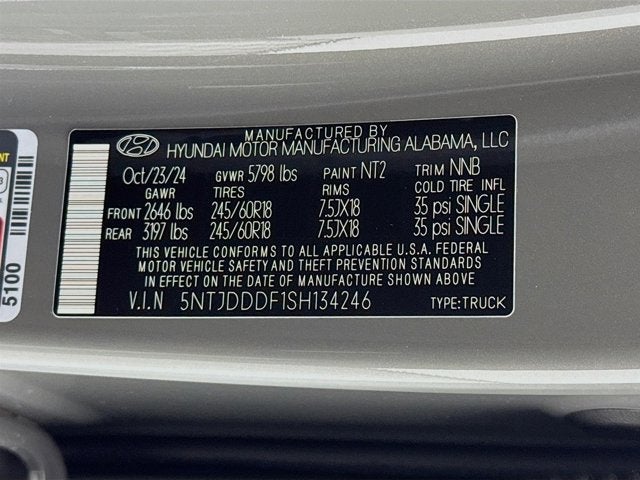 MANUFACTURED BY
HYUNDAI MOTOR MANUFACTURING ALABAMA, LLC
Oct/23/24 GVWR 5798 lbs PAINT NT2 TRIM NNB
GAWR TIRES RIMS COLD TIRE INFL
FRONT 2646 lbs 245/60R18 7.5JX18 35 psi SINGLE
REAR 3197 lbs 245/60R18 7.5JX18 35 psi SINGLE
THIS VEHICLE CONFORMS TO ALL APPLICABLE U.S.A. FEDERAL
MOTOR VEHICLE SAFETY AND THEFT PREVENTION STANDARDS
IN EFFECT ON THE DATE OF MANUFACTURE SHOWN ABOVE.
V.I.N 5NTJDDDF1SH134246 TYPE:TRUCK
5100